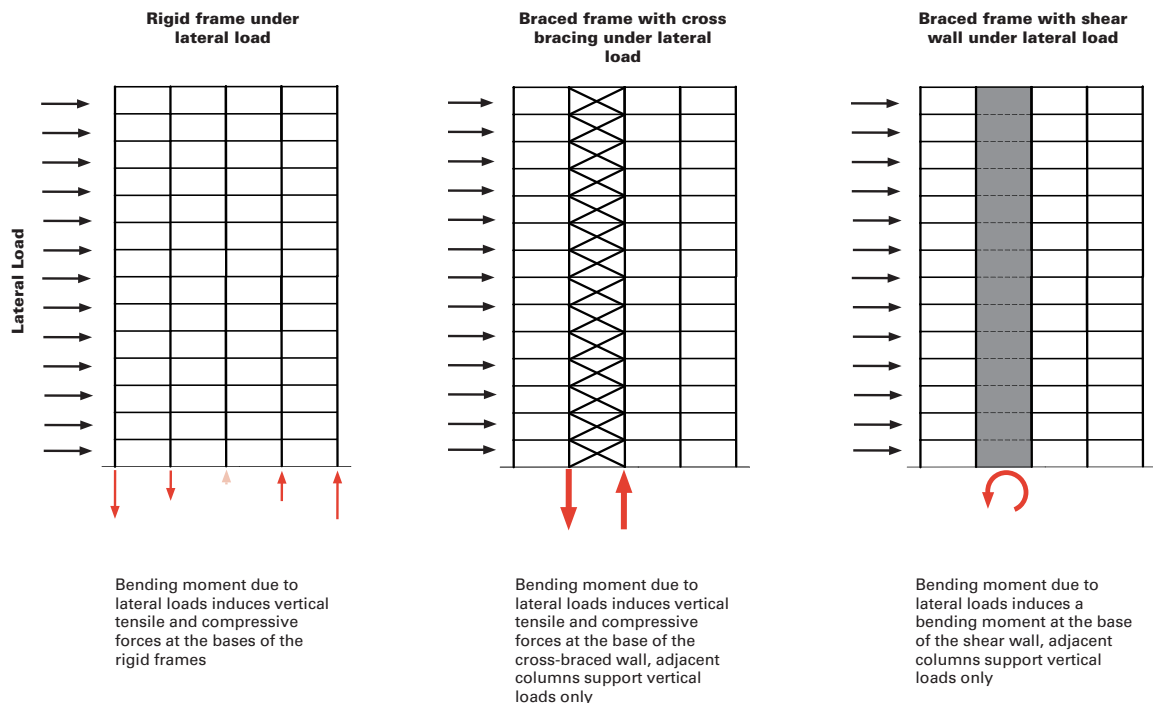 Rigid frame under
lateral load
Braced frame with cross
bracing under lateral
load
Braced frame with shear
wall under lateral load
Lateral Load
Bending moment due to
lateral loads induces vertical
tensile and compressive
forces at the bases of the
rigid frames
Bending moment due to
lateral loads induces vertical
tensile and compressive
forces at the base of the
cross-braced wall, adjacent
columns support vertical
loads only
Bending moment due to
lateral loads induces a
bending moment at the base
of the shear wall, adjacent
columns support vertical
loads only